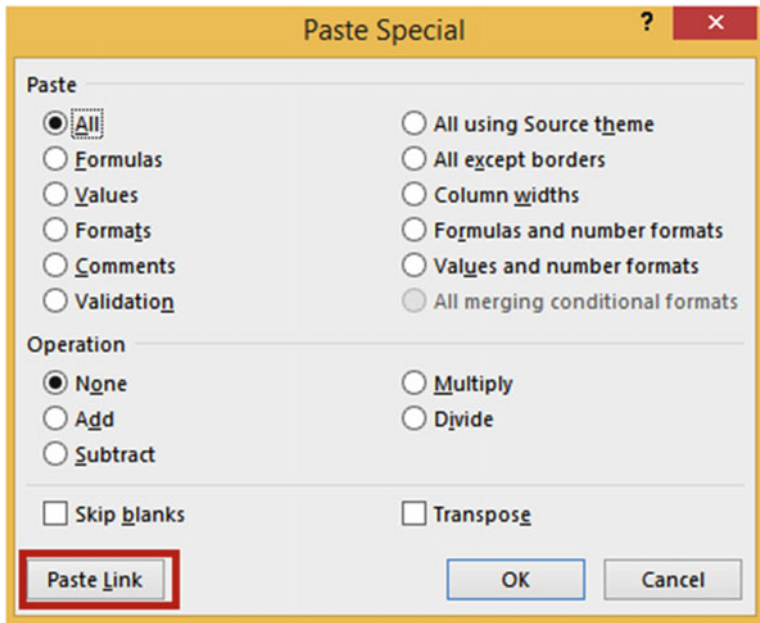 Paste Special
?
Paste
All
All using Source theme
Formulas
All except borders
Values
Column widths
Formats
Formulas and number formats
Comments
Values and number formats
Validation
All merging conditional formats
Operation
None
Multiply
Add
Divide
Subtract
Skip blanks
Transpose
Paste Link
OK
Cancel